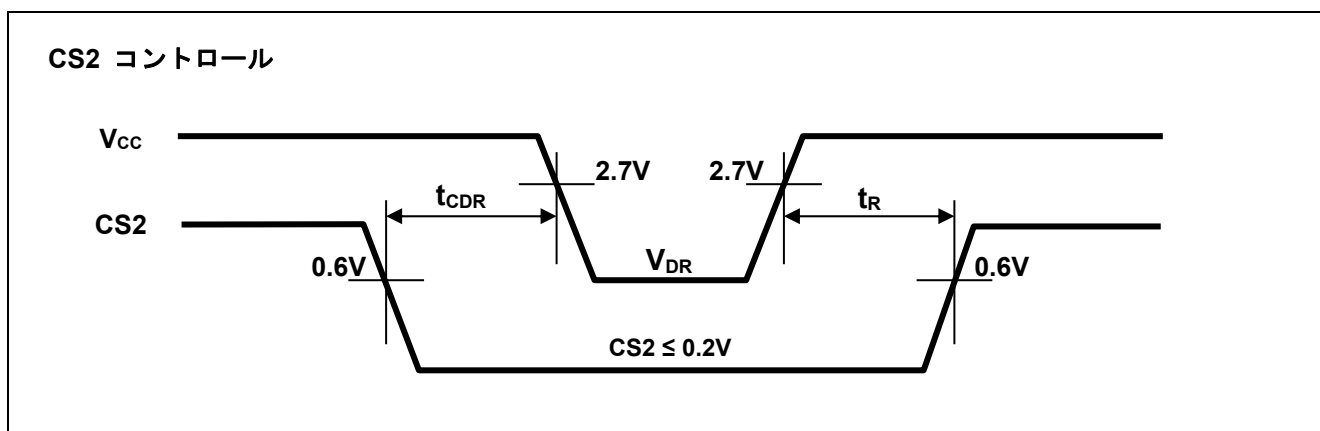 CS2 コントロール
VCC
2.7V 2.7V
tCDR tR
CS2
0.6V VDR 0.6V
CS2 ≤ 0.2V